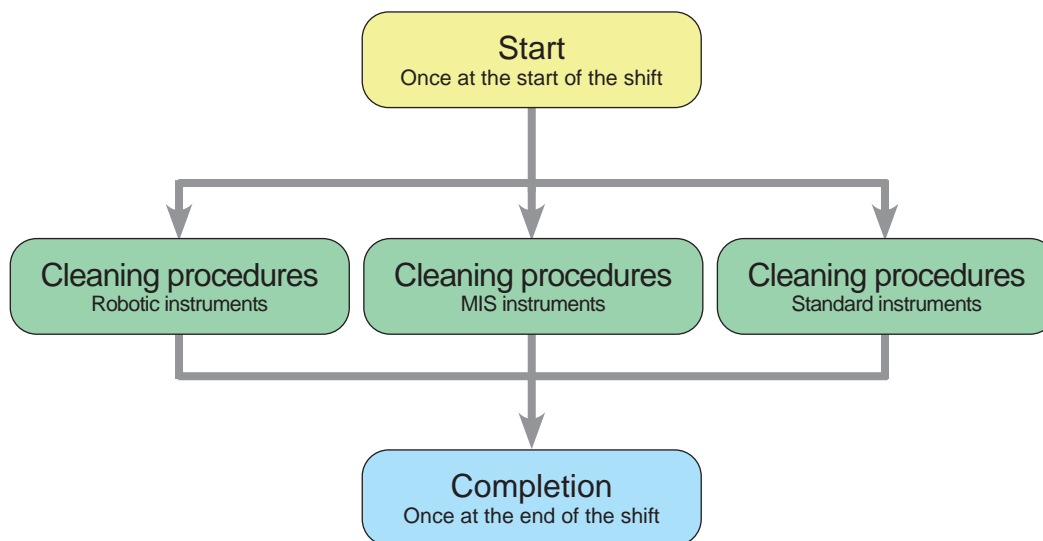 Start
Once at the start of the shift
Cleaning procedures
Robotic instruments
Cleaning procedures
MIS instruments
Cleaning procedures
Standard instruments
Completion
Once at the end of the shift